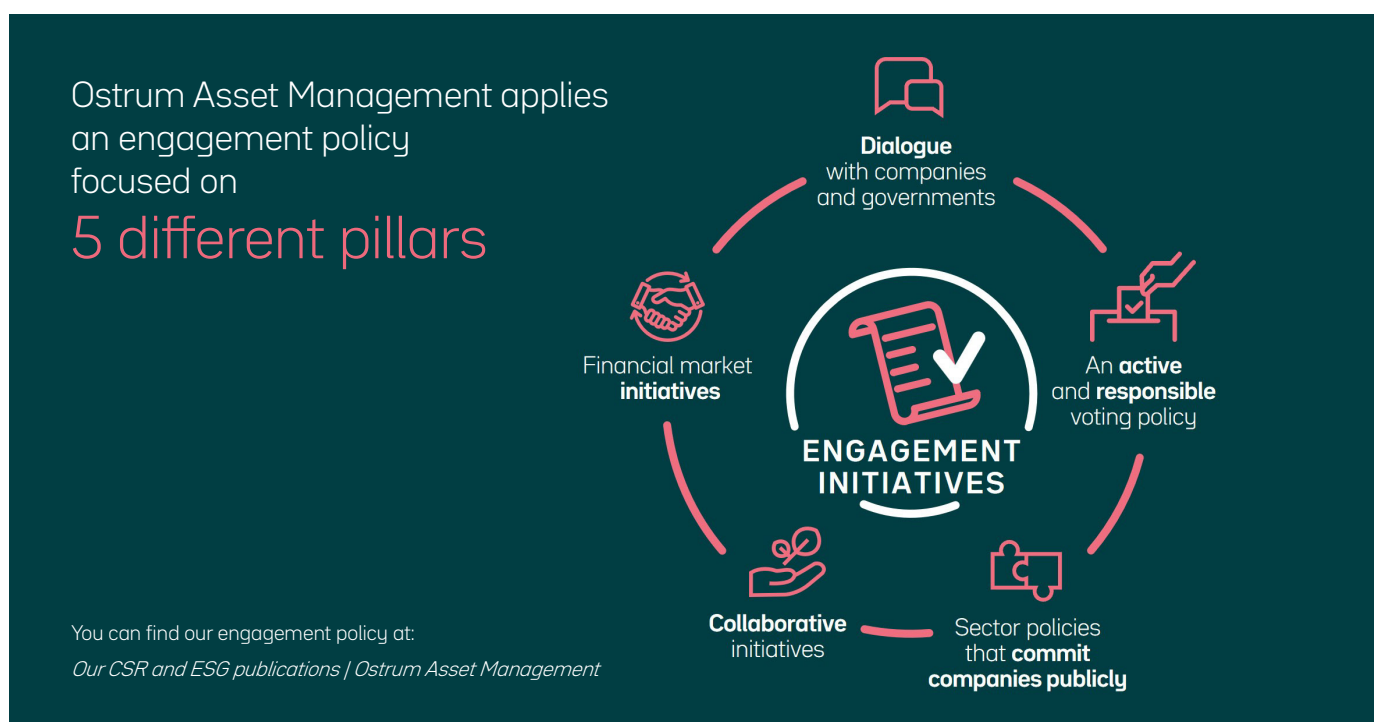 Ostrum Asset Management applies
an engagement policy
focused on
5 different pillars
Dialogue
with companies
and governments
An active
and responsible
voting policy
Sector policies
that commit
companies publicly
Collaborative
initiatives
Financial market
initiatives
ENGAGEMENT
INITIATIVES
You can find our engagement policy at:
Our CSR and ESG publications | Ostrum Asset Management